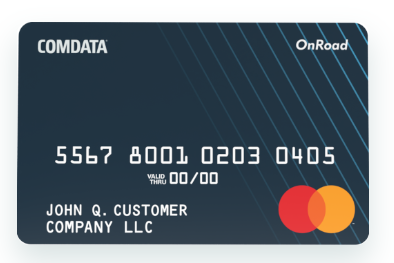 COMDATA
OnRoad
5567 8001 0203 0405
VALID THRU 00/00
JOHN Q. CUSTOMER
COMPANY LLC